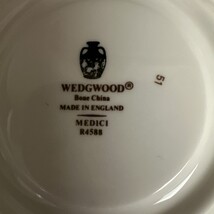 WEDGWOOD®
Bone China
MADE IN ENGLAND
MEDICI
R4588
51